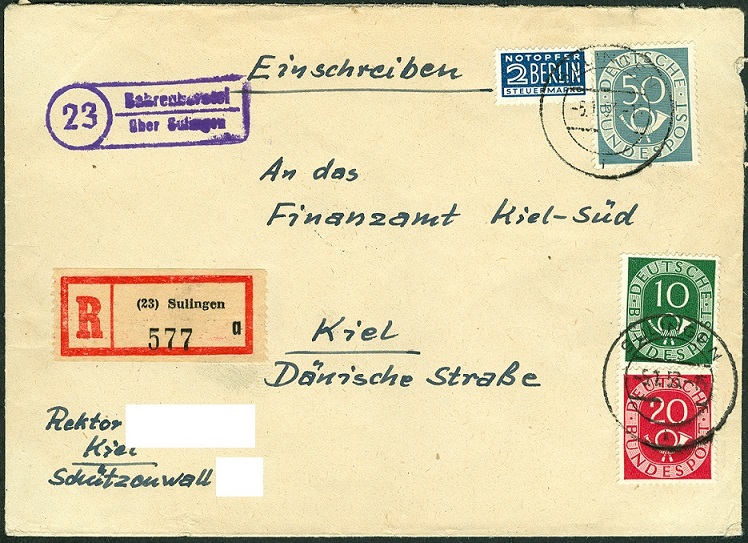 Einschreiben
NOTOPFER
2 BERLIN
STEUERMARKE
DEUTSCHE
50
BUNDESPOST
23
über Sulingen
An das
Finanzamt Kiel-Süd
R
(23) Sulingen
577 a
Kiel
Dänische Straße
DEUTSCHE
10
BUNDESPOST
DEUTSCHE
20
BUNDESPOST
Rektor
Kiel
Schützenwall